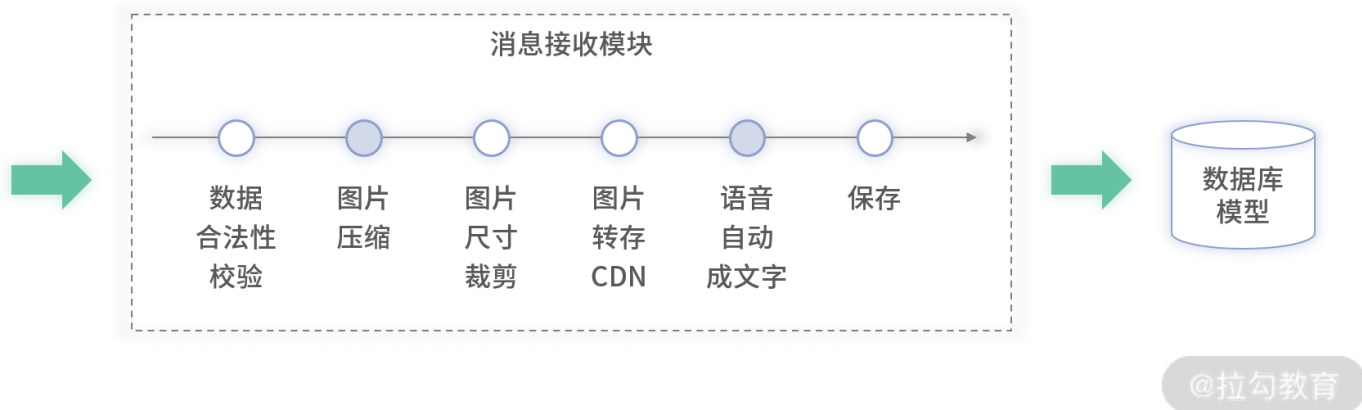 消息接收模块
数据
合法性
校验
图片
压缩
图片
尺寸
裁剪
图片
转存
CDN
语音
自动
成文字
保存
数据库
模型
@拉勾教育